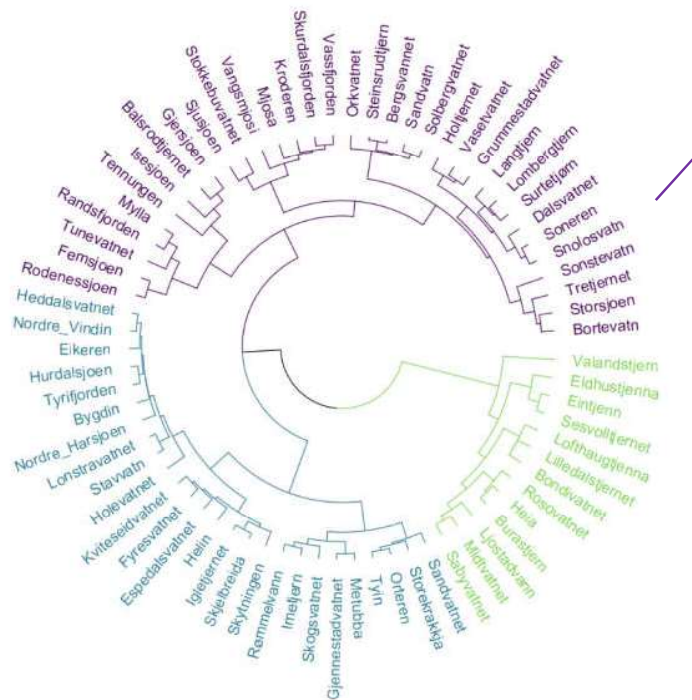 Orkvatnet
Steinsrudtjern
Bergsvannet
Sandvatn
Solbergvatnet
Holtjernet
Vasetvatnet
Grummestadvatnet
Langtjern
Lombergtjern
Surtetjørn
Dalsvatnet
Soneren
Snolosvatn
Sonstevatn
Tretjernet
Storsjoen
Bortevatn
Valandstjern
Eldhustjenna
Eintjenn
Sesvolltjernet
Lofthaugtjenna
Lilledalstjernet
Bondivatnet
Rosovatnet
Heia
Burastjern
Ljostadvann
Midtvatnet
Sabyvatnet
Sandvatnet
Storekrakkja
Orteren
Tyin
Metubba
Gjennestadvatnet
Skogsvatnet
Imetjern
Rømmelvann
Skytningen
Skjelbreida
Igletjernet
Helin
Espedalsvatnet
Fyresvatnet
Kviteseidvatnet
Holevatnet
Stavvatn
Lonstravatnet
Nordre_Harsjoen
Bygdin
Tyrifjorden
Hurdalsjoen
Eikeren
Nordre_Vindin
Heddalsvatnet
Rodenessjoen
Femsjoen
Tunevatnet
Randsfjorden
Mylla
Tennungen
Isesjoen
Balsrodtjernet
Gjersjoen
Sjusjoen
Stokkebuvatnet
Vangsmjosi
Mjosa
Kroderen
Skurdalsfjorden
Vassfjorden